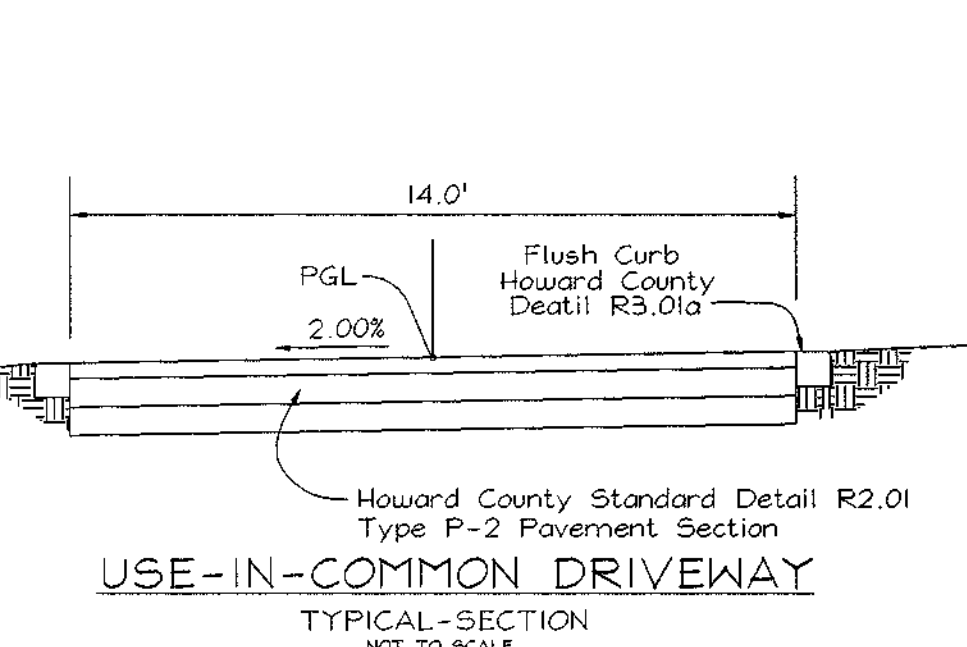 14.0'
Flush Curb
Howard County
Deatil R3.01a
PGL
2.00%
Howard County Standard Detail R2.01
Type P-2 Pavement Section
USE-IN-COMMON DRIVEWAY
TYPICAL-SECTION
NOT TO SCALE